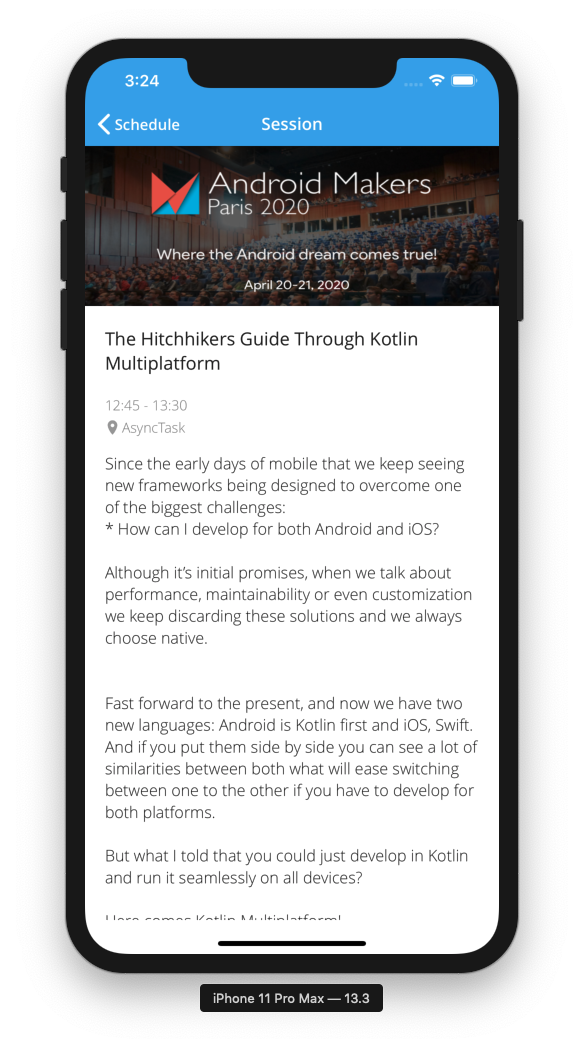 3:24
Schedule
Session
Android Makers
Paris 2020
Where the Android dream comes true!
April 20-21, 2020
The Hitchhikers Guide Through Kotlin
Multiplatform
12:45 - 13:30
AsyncTask
Since the early days of mobile that we keep seeing
new frameworks being designed to overcome one
of the biggest challenges:
* How can I develop for both Android and iOS?
Although it’s initial promises, when we talk about
performance, maintainability or even customization
we keep discarding these solutions and we always
choose native.
Fast forward to the present, and now we have two
new languages: Android is Kotlin first and iOS, Swift.
And if you put them side by side you can see a lot of
similarities between both what will ease switching
between one to the other if you have to develop for
both platforms.
But what I told that you could just develop in Kotlin
and run it seamlessly on all devices?
Here comes Kotlin Multiplatform!
iPhone 11 Pro Max — 13.3